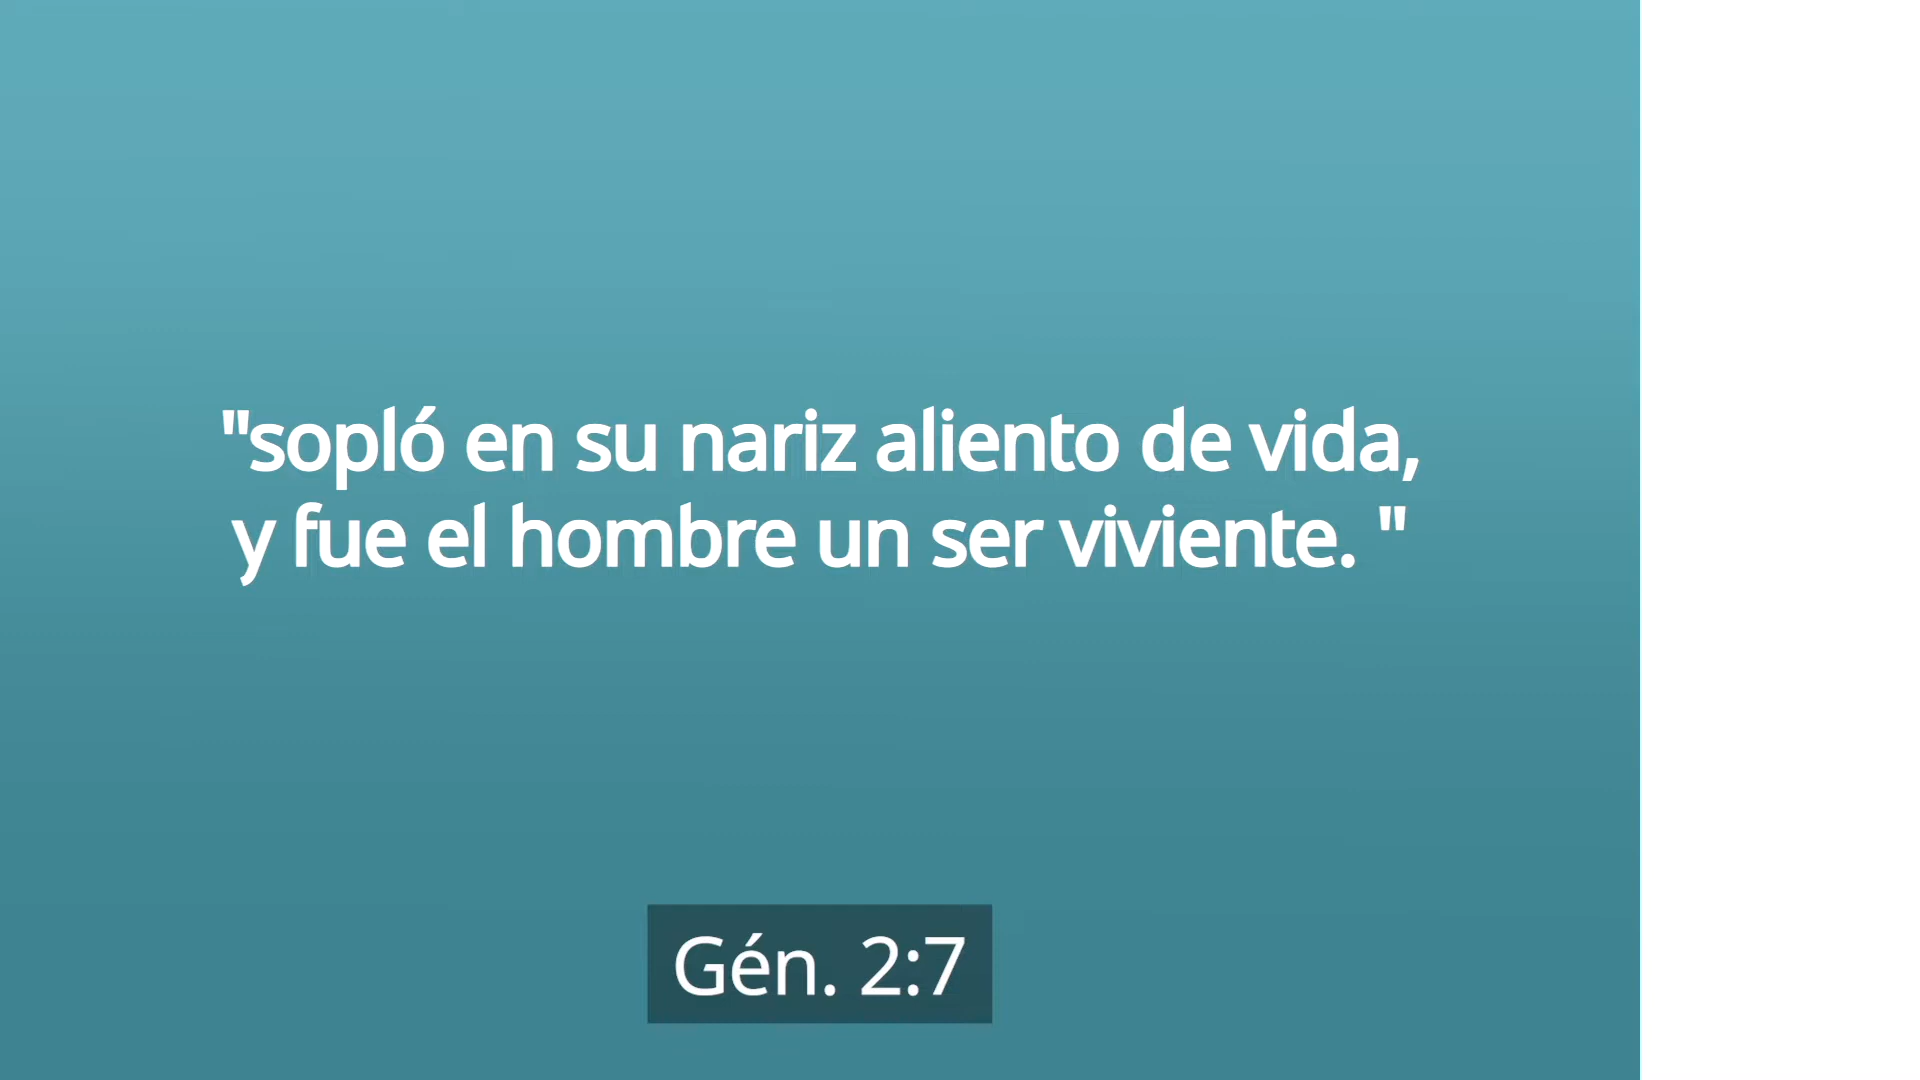 "sopló en su nariz aliento de vida,
y fue el hombre un ser viviente. "
Gén. 2:7